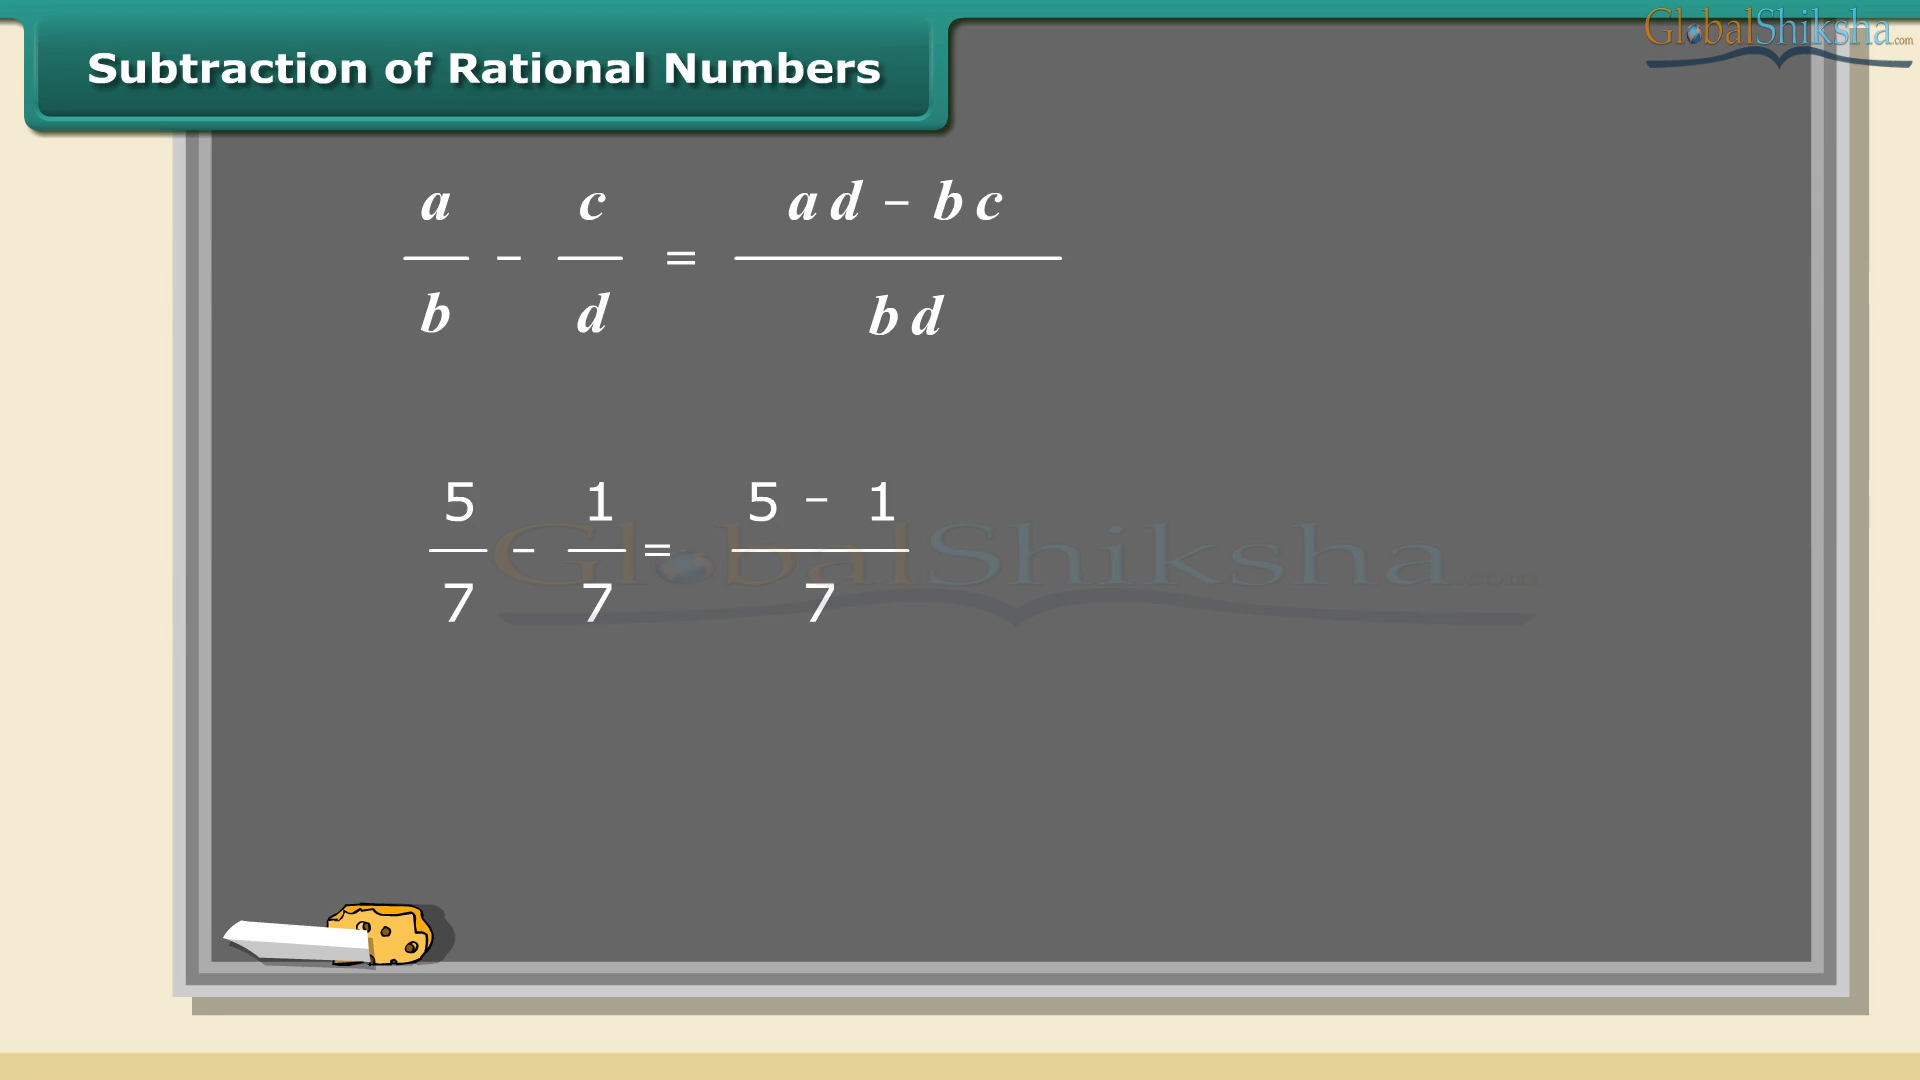 Subtraction of Rational Numbers
GlobalShiksha.com
a/b - c/d = ad - bc/bd
5/7 - 1/7 = 5 - 1/7
GlobalShiksha